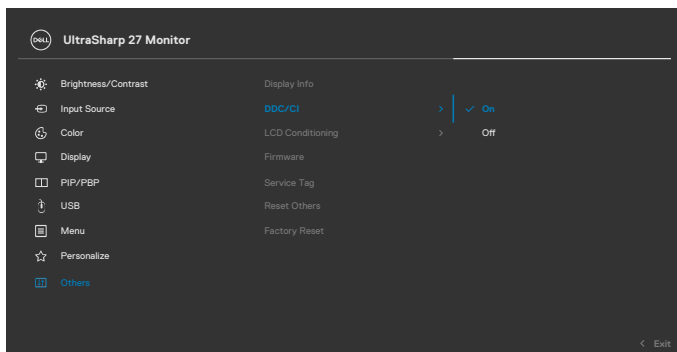 DELL UltraSharp 27 Monitor
Brightness/Contrast Display Info
Input Source DDC/CI > ✓ On
Color LCD Conditioning > Off
Display Firmware
PIP/PBP Service Tag
USB Reset Others
Menu Factory Reset
Personalize
Others
< Exit